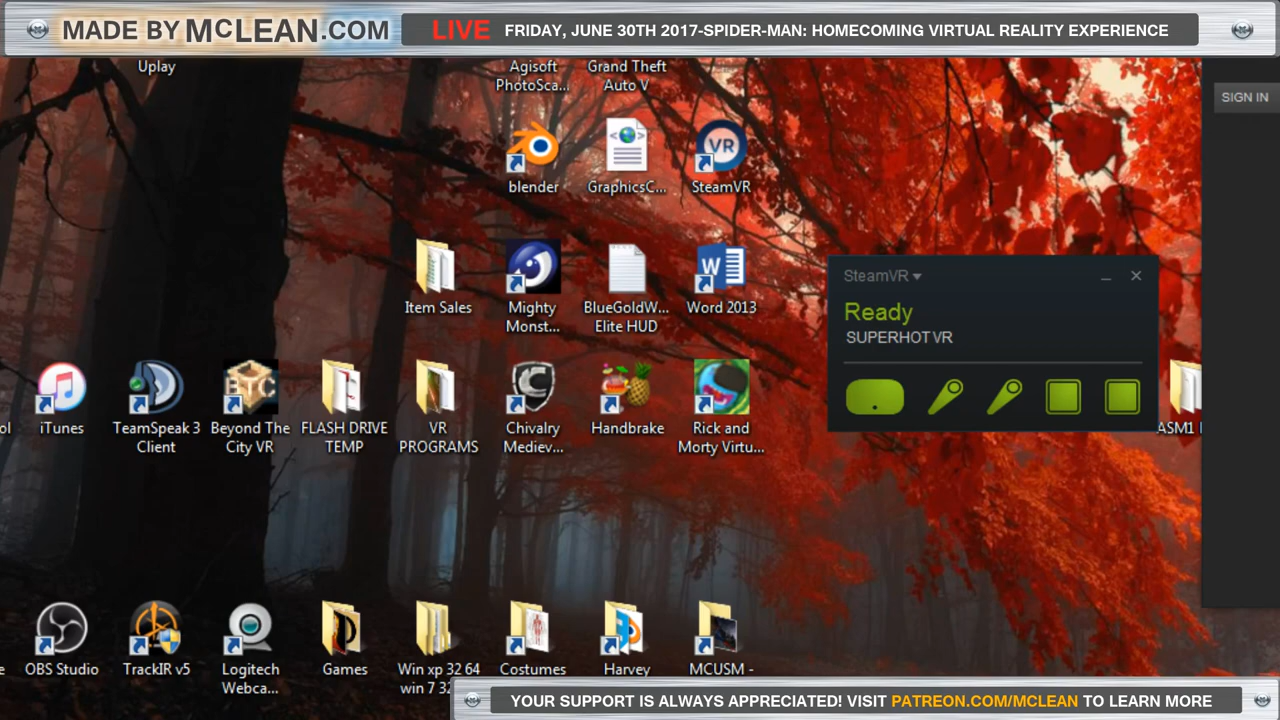 MADE BY MCLEAN.COM
LIVE FRIDAY, JUNE 30TH 2017-SPIDER-MAN: HOMECOMING VIRTUAL REALITY EXPERIENCE
SIGN IN
Uplay
Agisoft
PhotoSca...
Grand Theft
Auto V
blender
GraphicsC...
VR
SteamVR
Item Sales
Mighty
Monst...
BlueGoldW...
Elite HUD
W
Word 2013
SteamVR
Ready
SUPERHOT VR
iTunes
TeamSpeak 3
Client
BTC
Beyond The
City VR
FLASH DRIVE
TEMP
VR
PROGRAMS
Chivalry
Mediev...
Handbrake
Rick and
Morty Virtu...
ASM1
OBS Studio
TrackIR v5
Logitech
Webca...
Games
Win xp 32 64
win 7 32
Costumes
Harvey
MCUSM -
YOUR SUPPORT IS ALWAYS APPRECIATED! VISIT PATREON.COM/MCLEAN TO LEARN MORE